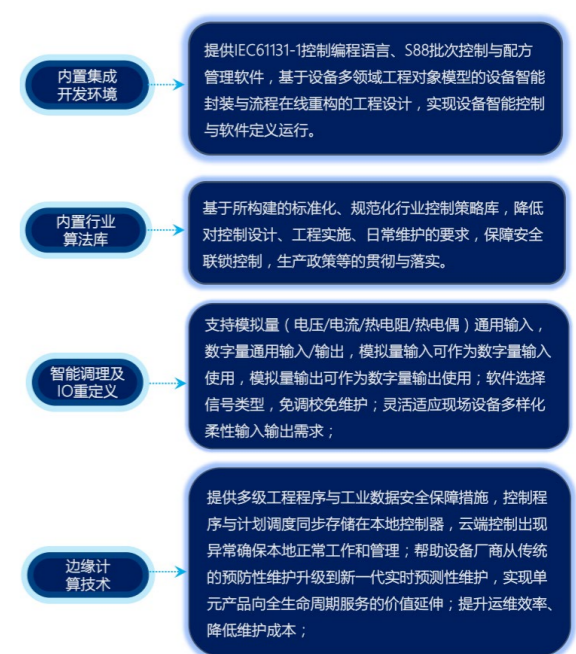 内置集成
开发环境
提供IEC61131-1控制编程语言、S88批次控制与配方
管理软件，基于设备多领域工程对象模型的设备智能
封装与流程在线重构的工程设计，实现设备智能控制
与软件定义运行。
内置行业
算法库
基于所构建的标准化、规范化行业控制策略库，降低
对控制设计、工程实施、日常维护的要求，保障安全
联锁控制，生产政策等的贯彻与落实。
智能调理及
IO重定义
支持模拟量（电压/电流/热电阻/热电偶）通用输入，
数字量通用输入/输出，模拟量输入可作为数字量输入
使用，模拟量输出可作为数字量输出使用；软件选择
信号类型，免调校免维护；灵活适应现场设备多样化
柔性输入输出需求；
边缘计
算技术
提供多级工程程序与工业数据安全保障措施，控制程
序与计划调度同步存储在本地控制器，云端控制出现
异常确保本地正常工作和管理；帮助设备厂商从传统
的预防性维护升级到新一代实时预测性维护，实现单
元产品向全生命周期服务的价值延伸；提升运维效率、
降低维护成本；